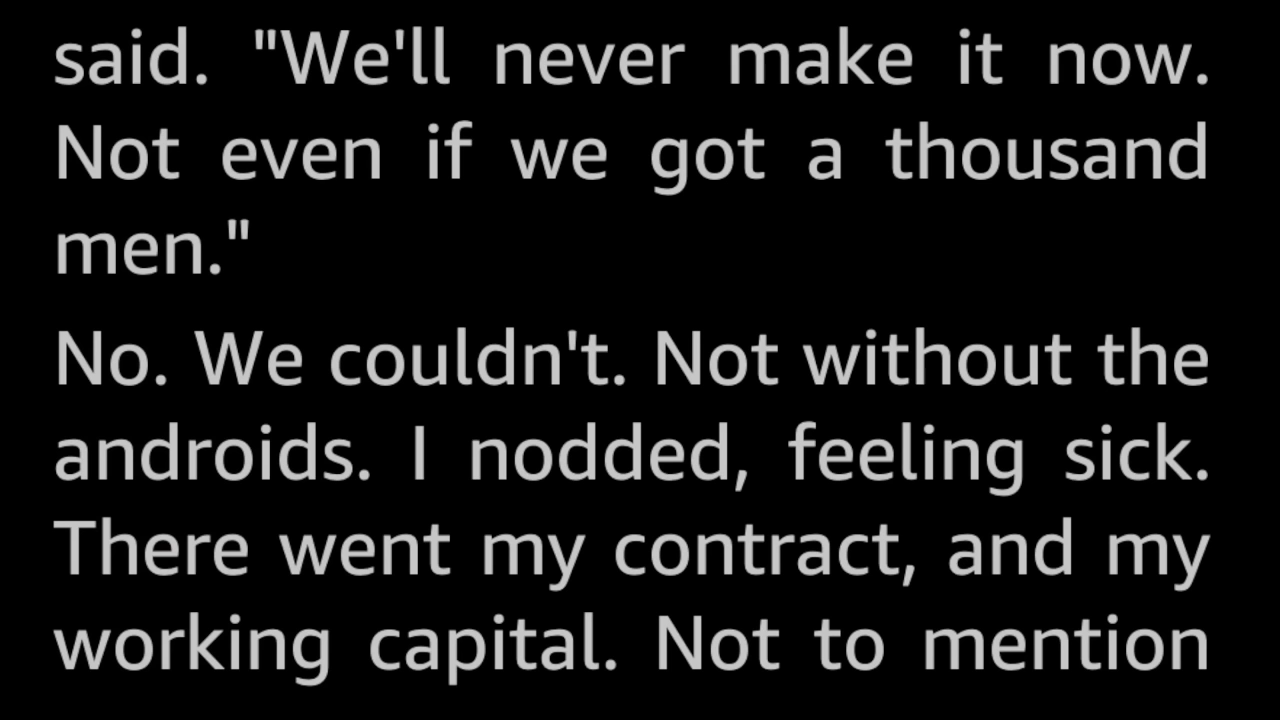 said. "We'll never make it now.
Not even if we got a thousand
men."
No. We couldn't. Not without the
androids. I nodded, feeling sick.
There went my contract, and my
working capital. Not to mention